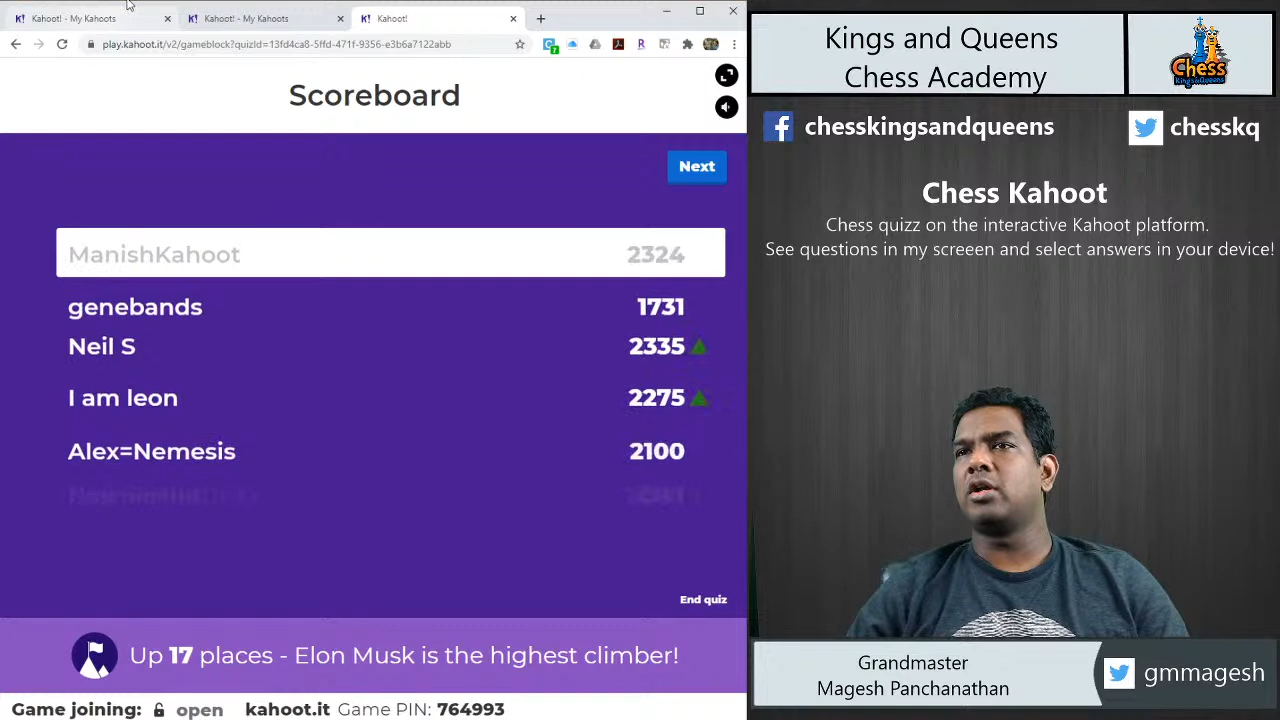 Kahoot! - My Kahoots
Kahoot! - My Kahoots
Kahoot!
play.kahoot.it/v2/gameblock?quizId=13fd4ca8-5ffd-471f-9356-e3b6a7122abb
Scoreboard
Next
ManishKahoot 2324
genebands 1731
Neil S 2335
I am leon 2275
Alex=Nemesis 2100
End quiz
Up 17 places - Elon Musk is the highest climber!
Game joining: open kahoot.it Game PIN: 764993
Kings and Queens
Chess Academy
Chess
Kings&Queens
chesskingsandqueens
chesskq
Chess Kahoot
Chess quizz on the interactive Kahoot platform.
See questions in my screeen and select answers in your device!
Grandmaster
Magesh Panchanathan
gmmagesh